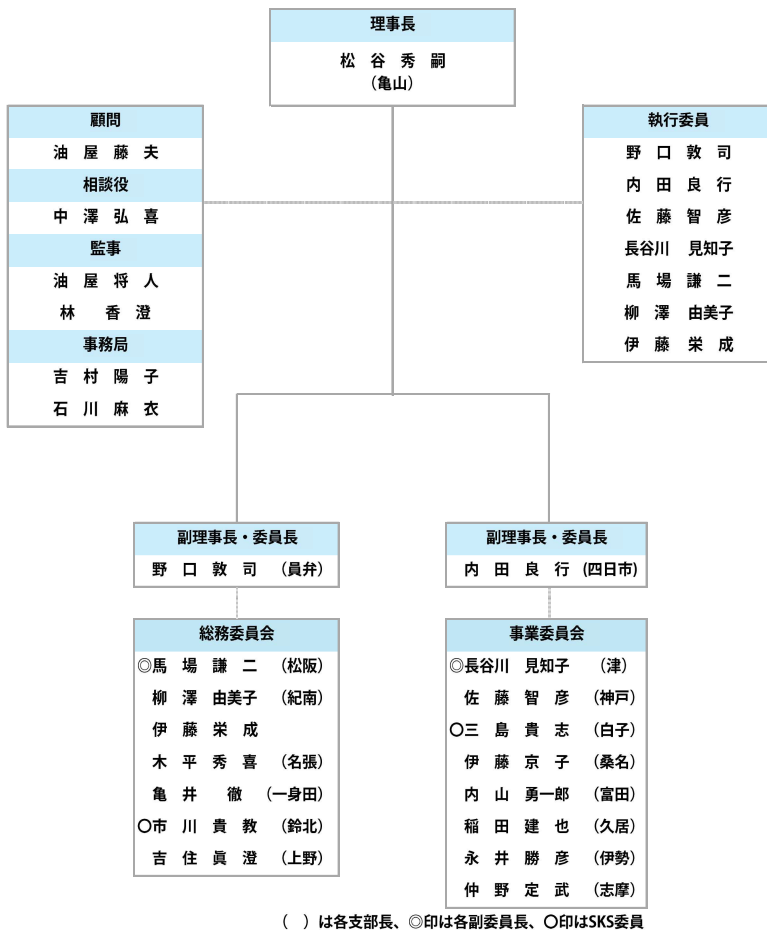 理事長
松谷秀嗣
（亀山）
顧問
油屋藤夫
相談役
中澤弘喜
監事
油屋将人
林香澄
事務局
吉村陽子
石川麻衣
執行委員
野口敦司
内田良行
佐藤智彦
長谷川 見知子
馬場謙二
柳澤 由美子
伊藤栄成
副理事長・委員長
野口敦司 （員弁）
総務委員会
◎馬場謙二 （松阪）
柳澤 由美子 （紀南）
伊藤栄成
木平秀喜 （名張）
亀井徹 （一身田）
〇市川貴教 （鈴北）
吉住眞澄 （上野）
副理事長・委員長
内田良行 (四日市)
事業委員会
◎長谷川 見知子 （津）
佐藤智彦 （神戸）
〇三島貴志 （白子）
伊藤京子 （桑名）
内山勇一郎 （富田）
稲田建也 （久居）
永井勝彦 （伊勢）
仲野定武 （志摩）
（ ）は各支部長、◎印は各副委員長、〇印はSKS委員